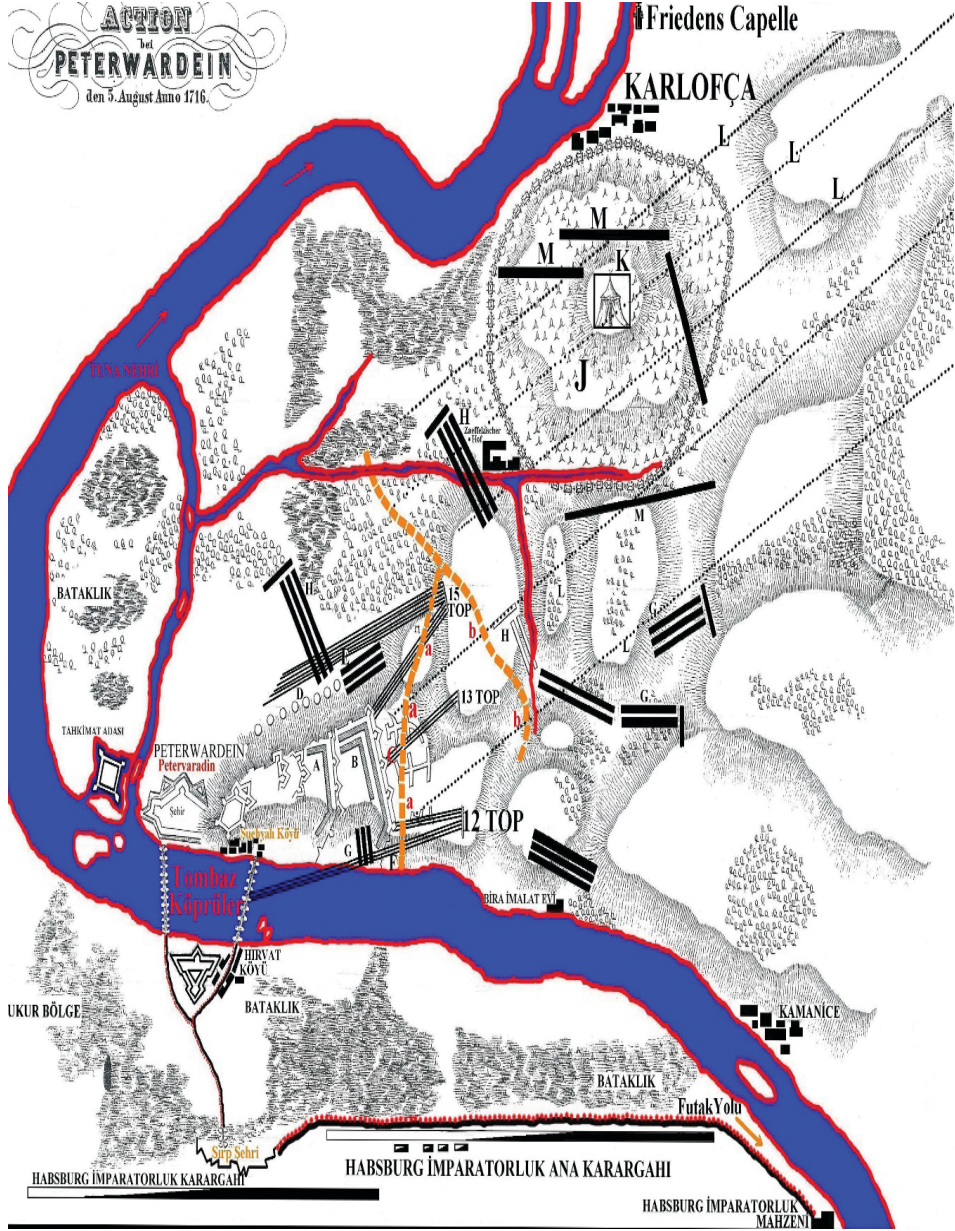 ACTION
bei
PETERWARDEIN
den 5. August Anno 1716.
Friedens Capelle
KARLOFÇA
L
L
L
M
M
K
M
J
TUNA NEHRİ
H
Zoeffekischer
Hof
M
BATAKLIK
H
15
TOP
L
G
a
b
H
L
E
D
13 TOP
G
a
b
TAHKİMAT ADASI
PETERWARDEIN
Petervaradin
A
B
C
Şehir
a
12 TOP
G
F
Tombaz
Köprüler
BİRA İMALAT EVİ
HIRVAT
KÖYÜ
UKUR BÖLGE
BATAKLIK
KAMANİCE
BATAKLIK
FutakYolu
Sırp Şehri
HABSBURG İMPARATORLUK ANA KARARGAHI
HABSBURG İMPARATORLUK KARARGAHI
HABSBURG İMPARATORLUK
MAHZENİ